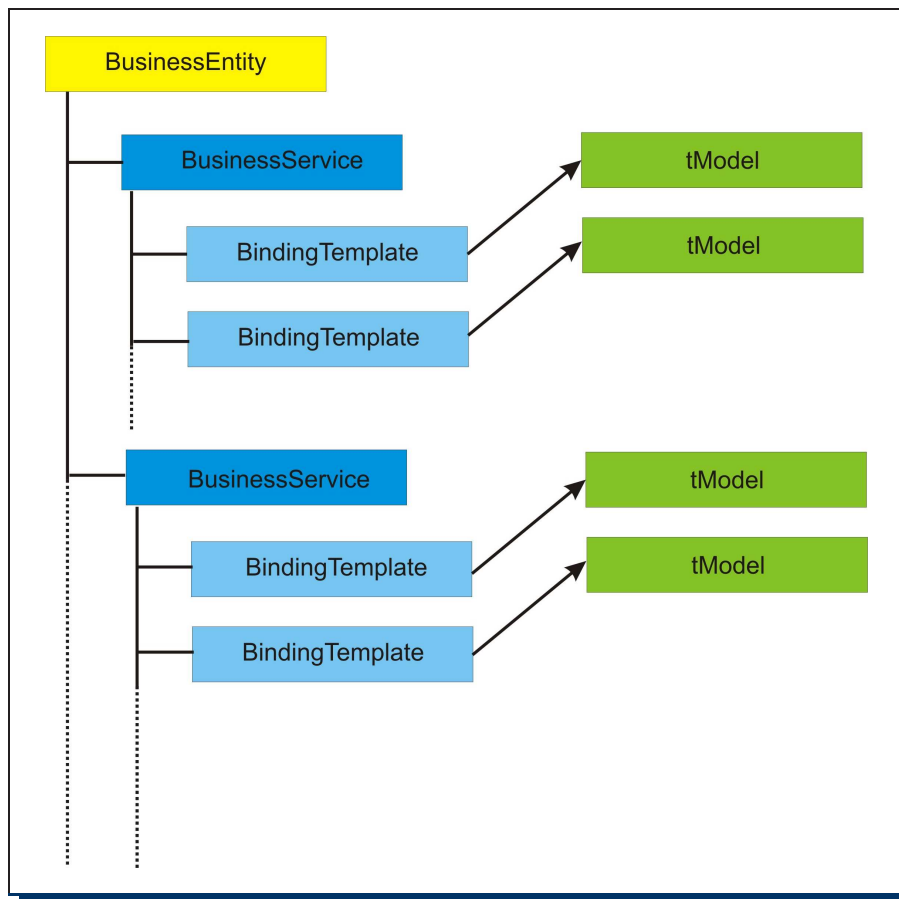 BusinessEntity
BusinessService
tModel
BindingTemplate
tModel
BindingTemplate
BusinessService
tModel
BindingTemplate
tModel
BindingTemplate